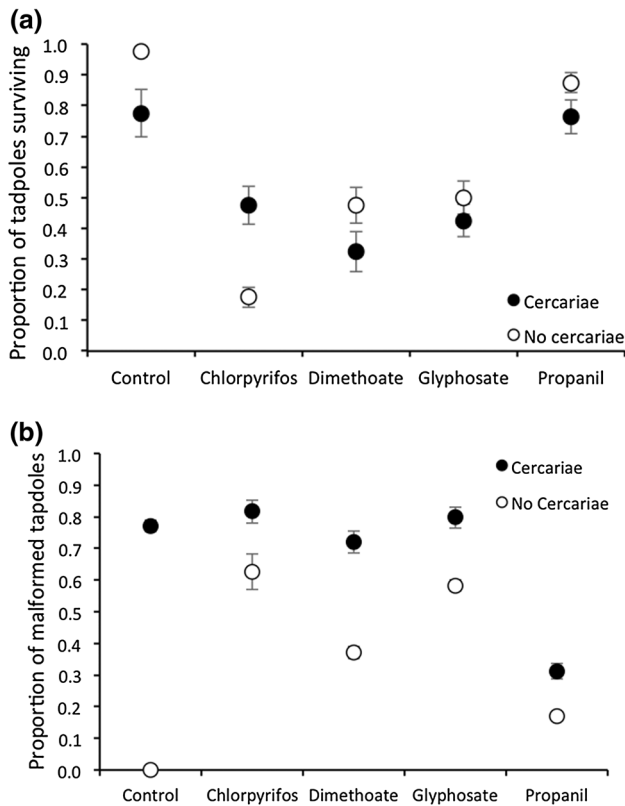 (a)
Proportion of tadpoles surviving
1.0
0.9
0.8
0.7
0.6
0.5
0.4
0.3
0.2
0.1
0.0
Cercariae
No cercariae
Control Chlorpyrifos Dimethoate Glyphosate Propanil
(b)
Proportion of malformed tapdoles
1.0
0.9
0.8
0.7
0.6
0.5
0.4
0.3
0.2
0.1
0.0
Cercariae
No Cercariae
Control Chlorpyrifos Dimethoate Glyphosate Propanil